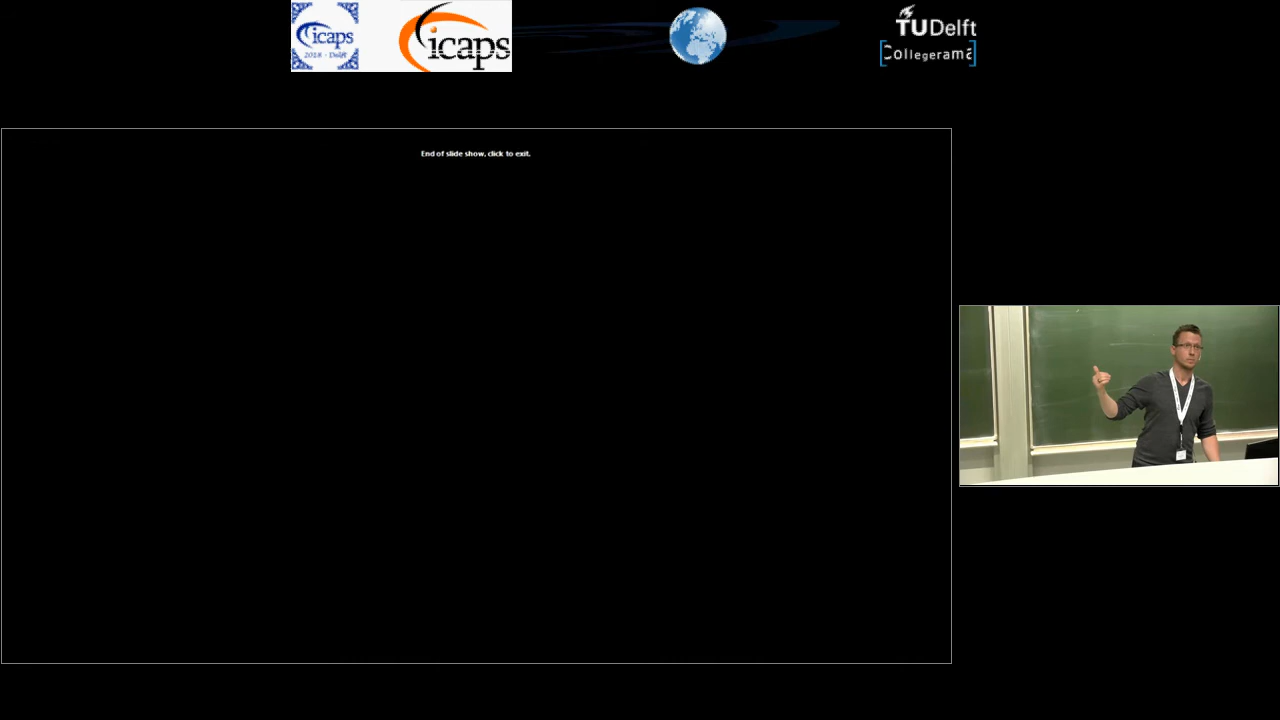 icaps
2018 · Delft
icaps
TUDelft
Collegerama
End of slide show, click to exit.